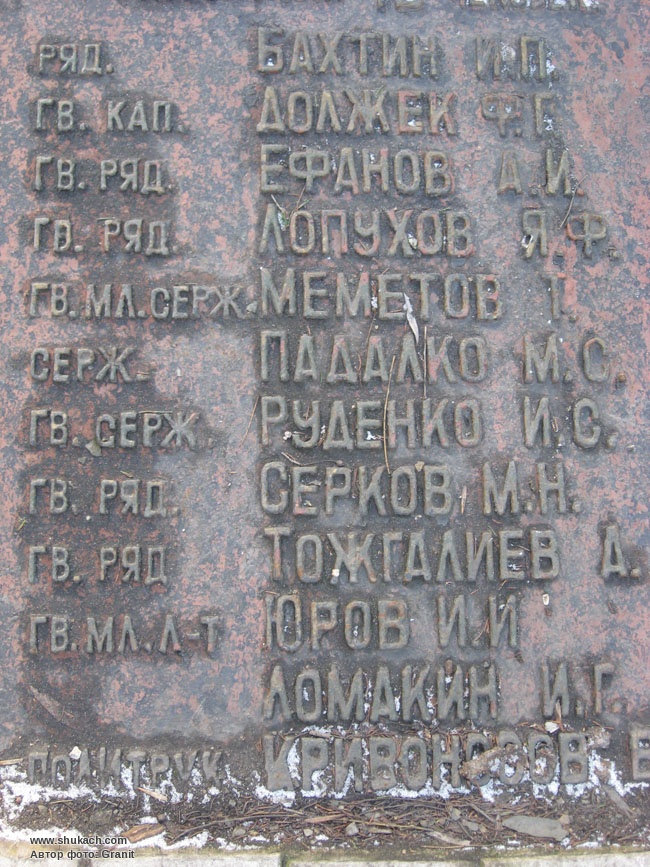 РЯД. БАХТИН И.П.
ГВ. КАП. ДОЛЖЕК Ф.Г.
ГВ. РЯД. ЕФАНОВ А.И.
ГВ. РЯД. ЛОПУХОВ Я.Ф.
ГВ.МЛ.СЕРЖ. МЕМЕТОВ Т.
СЕРЖ. ПАДАЛКО М.С.
ГВ. СЕРЖ. РУДЕНКО И.С.
ГВ. РЯД. СЕРКОВ М.Н.
ГВ. РЯД ТОЖГАЛИЕВ А.
ГВ.МЛ.Л-Т ЮРОВ И.И
ЛОМАКИН И.Г.
ПОЛИТРУК КРИВОНОЗОВ В
www.shukach.com
Автор фото: Granit